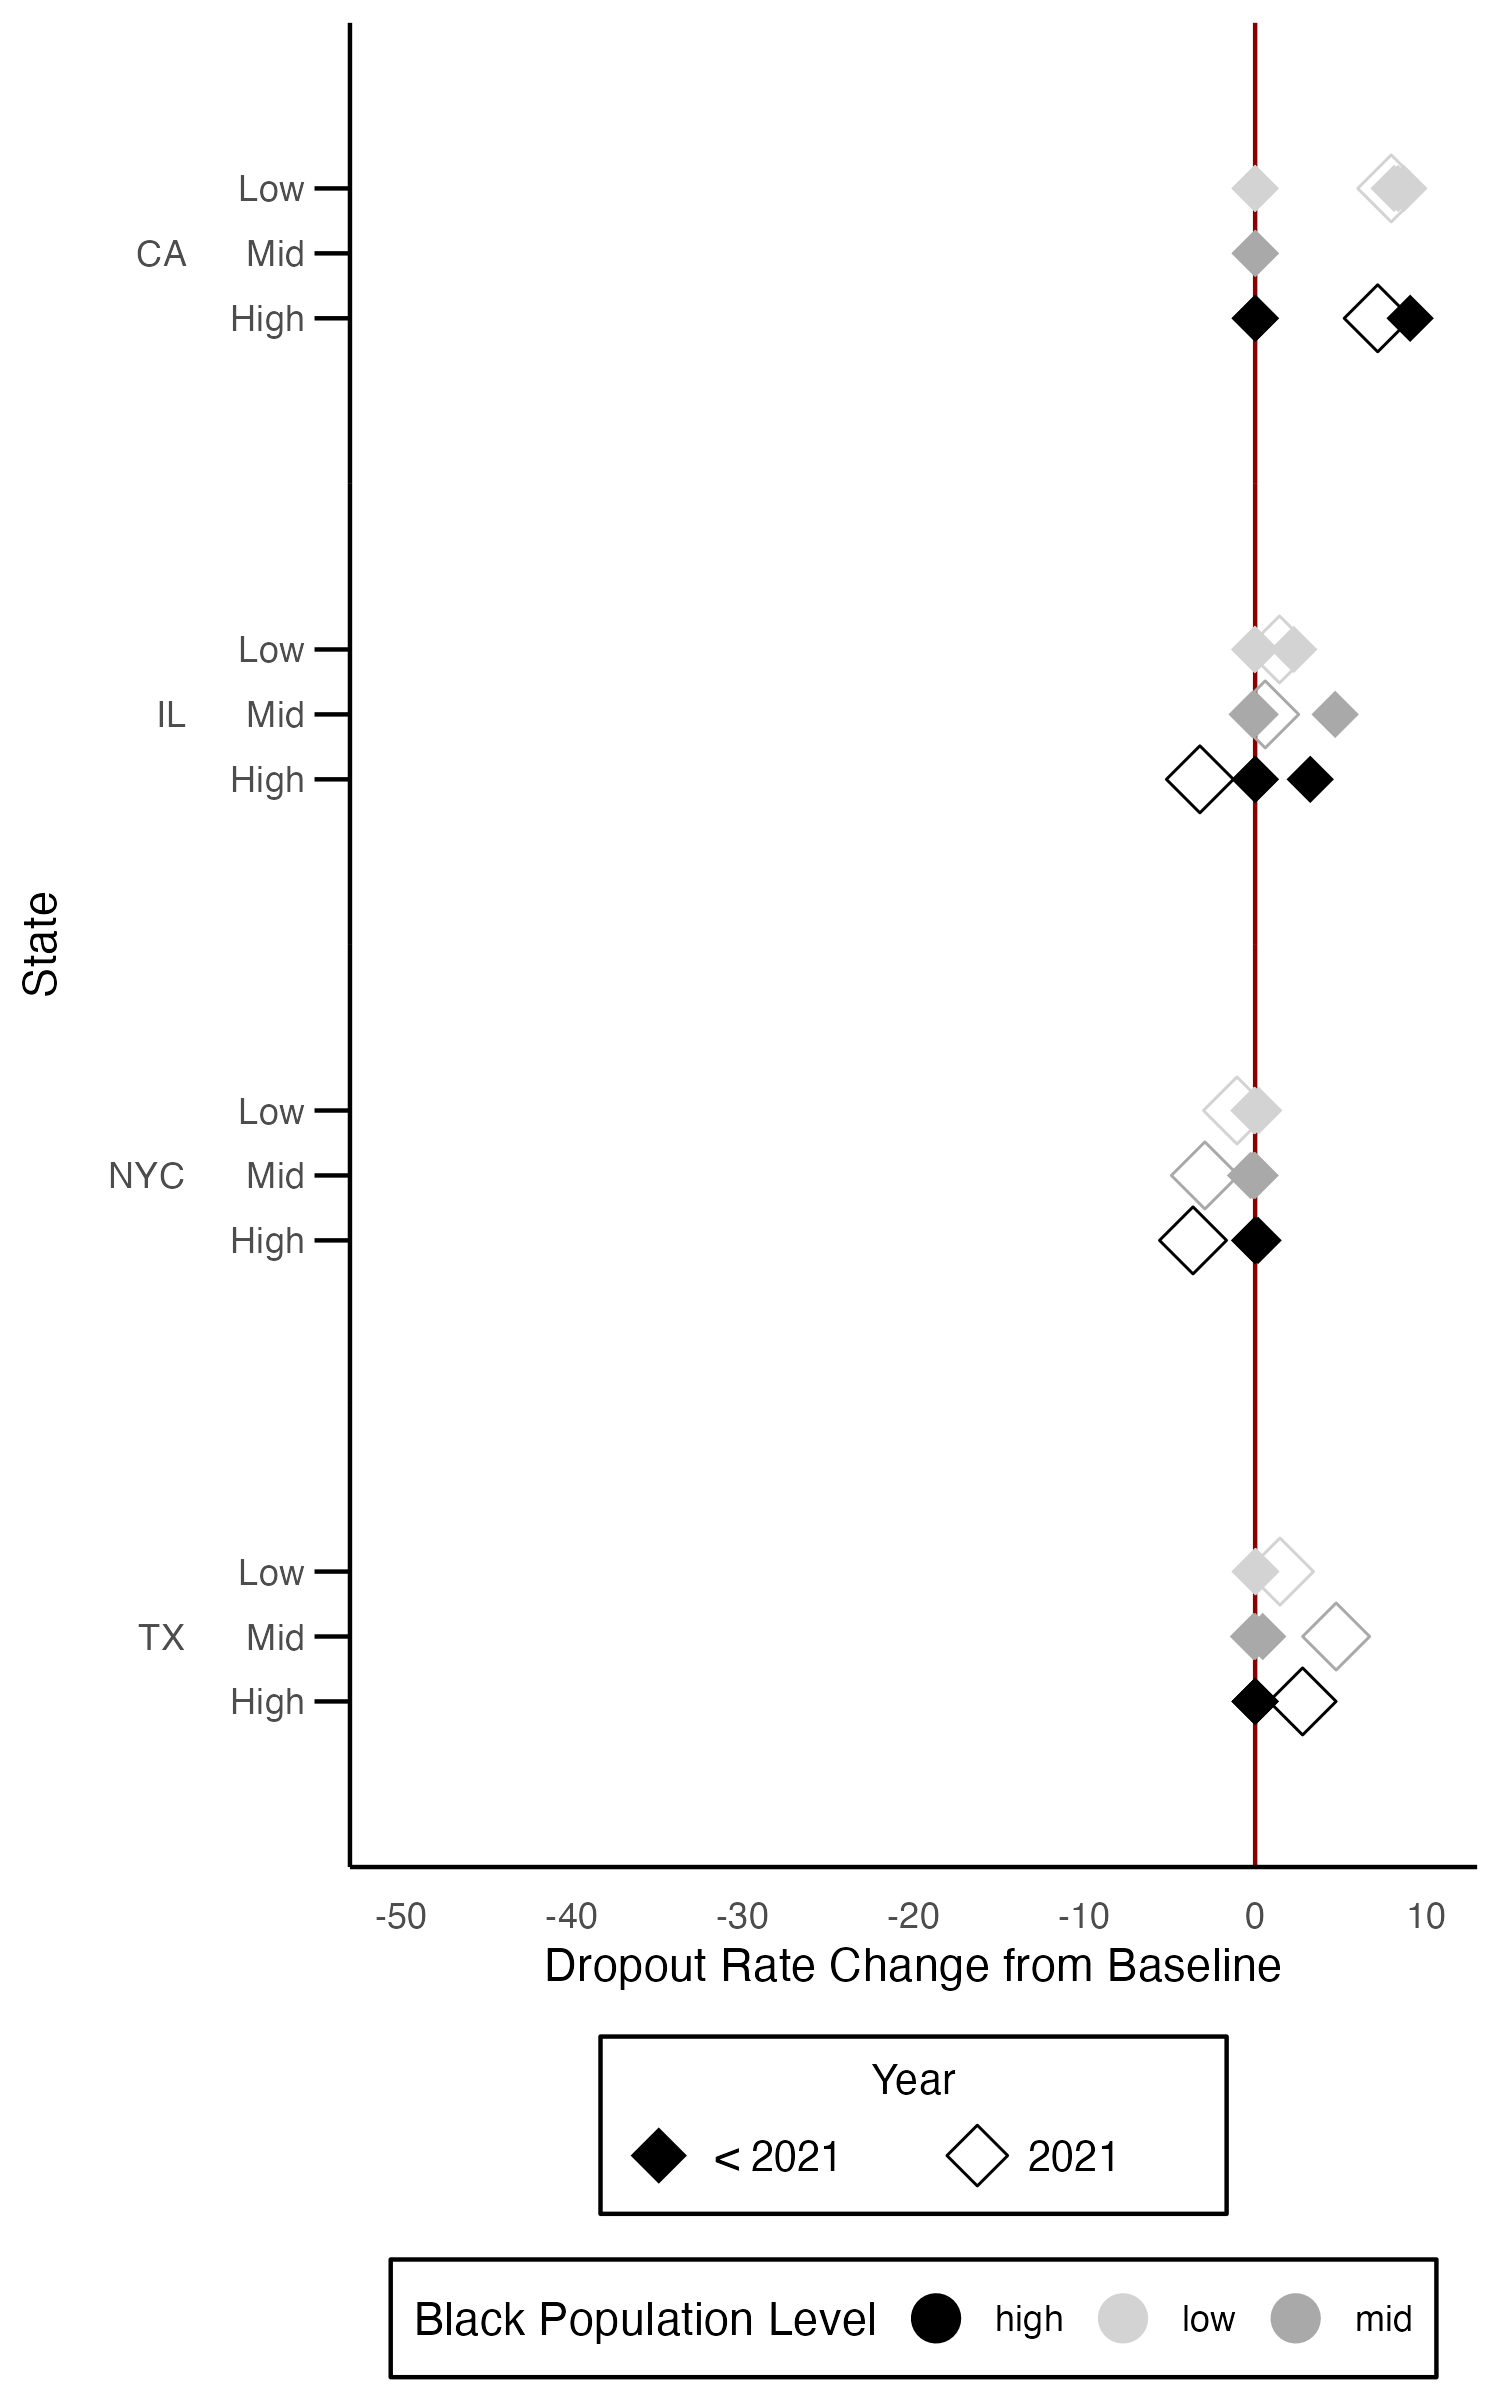 Low
CA Mid
High
Low
IL Mid
High
State
Low
NYC Mid
High
Low
TX Mid
High
-50 -40 -30 -20 -10 0 10
Dropout Rate Change from Baseline
Year
< 2021 2021
Black Population Level high low mid